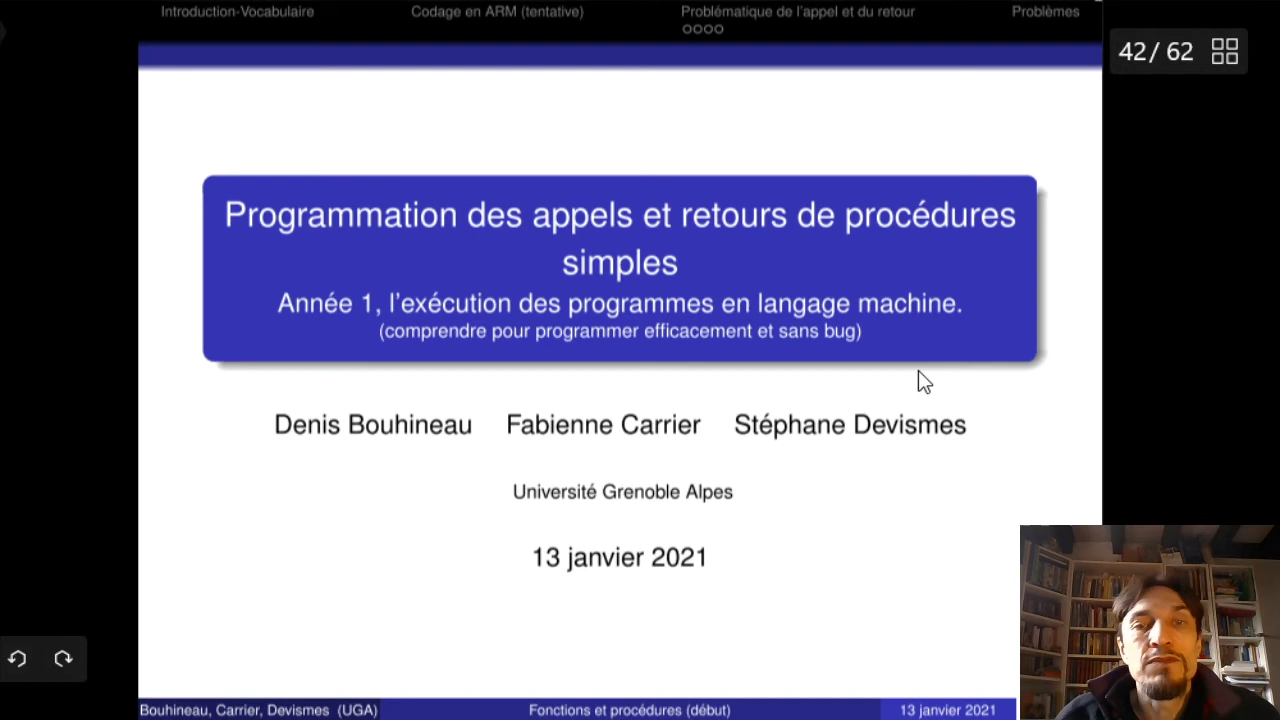 Introduction-Vocabulaire
Codage en ARM (tentative)
Problématique de l'appel et du retour
Problèmes
42/ 62
Programmation des appels et retours de procédures
simples
Année 1, l'exécution des programmes en langage machine.
(comprendre pour programmer efficacement et sans bug)
Denis Bouhineau Fabienne Carrier Stéphane Devismes
Université Grenoble Alpes
13 janvier 2021
Bouhineau, Carrier, Devismes (UGA)
Fonctions et procédures (début)
13 janvier 2021